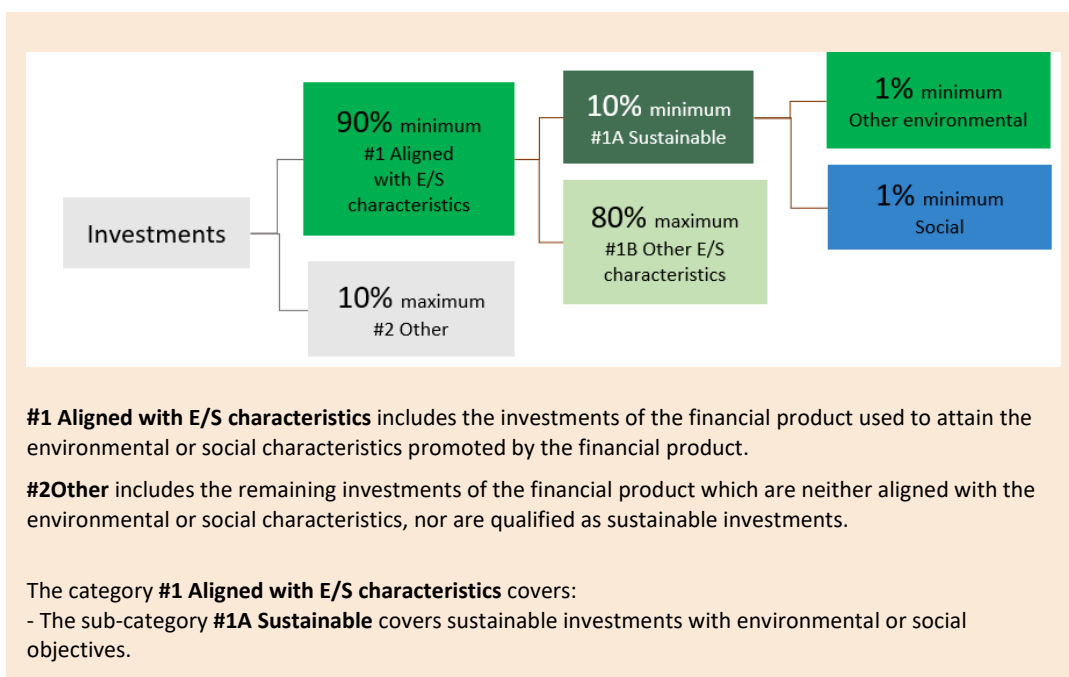 Investments
90% minimum
#1 Aligned
with E/S
characteristics
10% maximum
#2 Other
10% minimum
#1A Sustainable
80% maximum
#1B Other E/S
characteristics
1% minimum
Other environmental
1% minimum
Social
#1 Aligned with E/S characteristics includes the investments of the financial product used to attain the
environmental or social characteristics promoted by the financial product.
#2Other includes the remaining investments of the financial product which are neither aligned with the
environmental or social characteristics, nor are qualified as sustainable investments.
The category #1 Aligned with E/S characteristics covers:
- The sub-category #1A Sustainable covers sustainable investments with environmental or social
objectives.